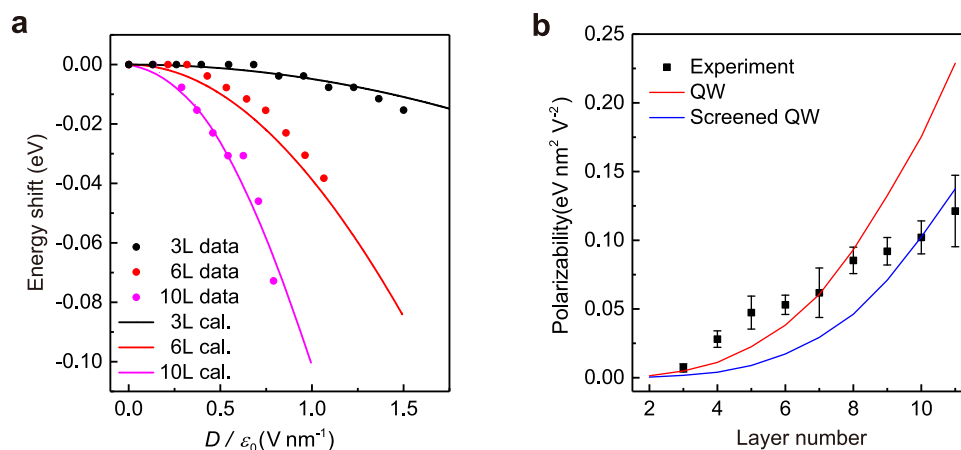 a
Energy shift (eV)
0.00
-0.02
-0.04
-0.06
-0.08
-0.10
3L data
6L data
10L data
3L cal.
6L cal.
10L cal.
0.0
0.5
1.0
1.5
D / ε₀(V nm⁻¹)
b
Polarizability(eV nm² V⁻²)
0.25
0.20
0.15
0.10
0.05
0.00
Experiment
QW
Screened QW
2
4
6
8
10
Layer number